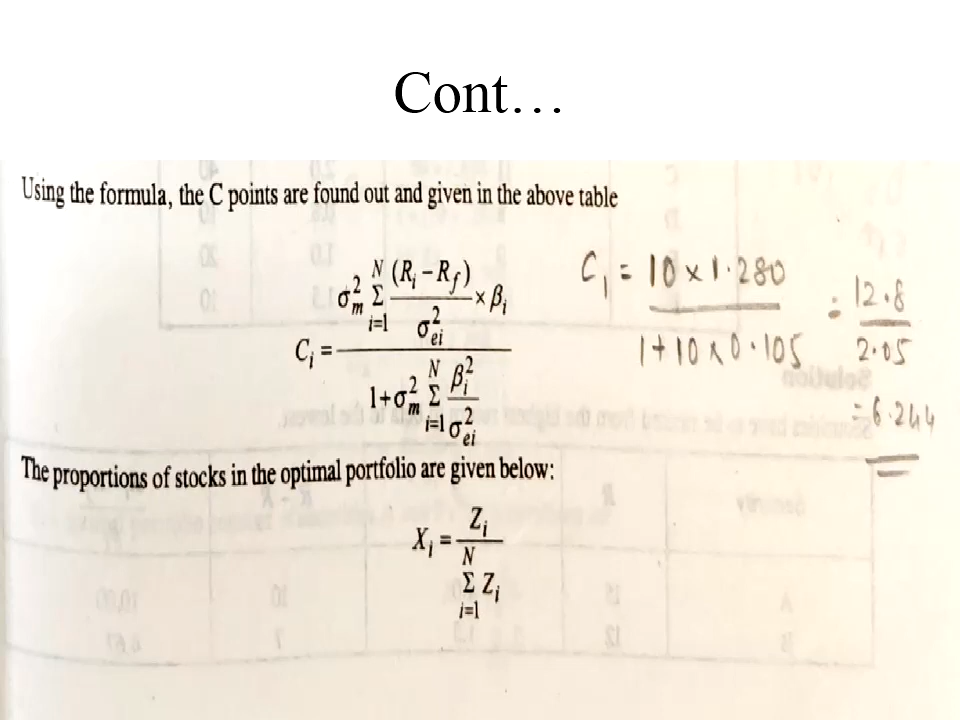 Cont…
Using the formula, the C points are found out and given in the above table
C_i = (σ_m^2 Σ_{i=1}^{N} (R_i − R_f)/σ_ei^2 × β_i) / (1+σ_m^2 Σ_{i=1}^{N} β_i^2/σ_ei^2)
C_1 = (10 × 1.280) / (1+10 × 0.105) = 12.8 / 2.05
= 6.244
The proportions of stocks in the optimal portfolio are given below:
X_i = Z_i / Σ_{i=1}^{N} Z_i